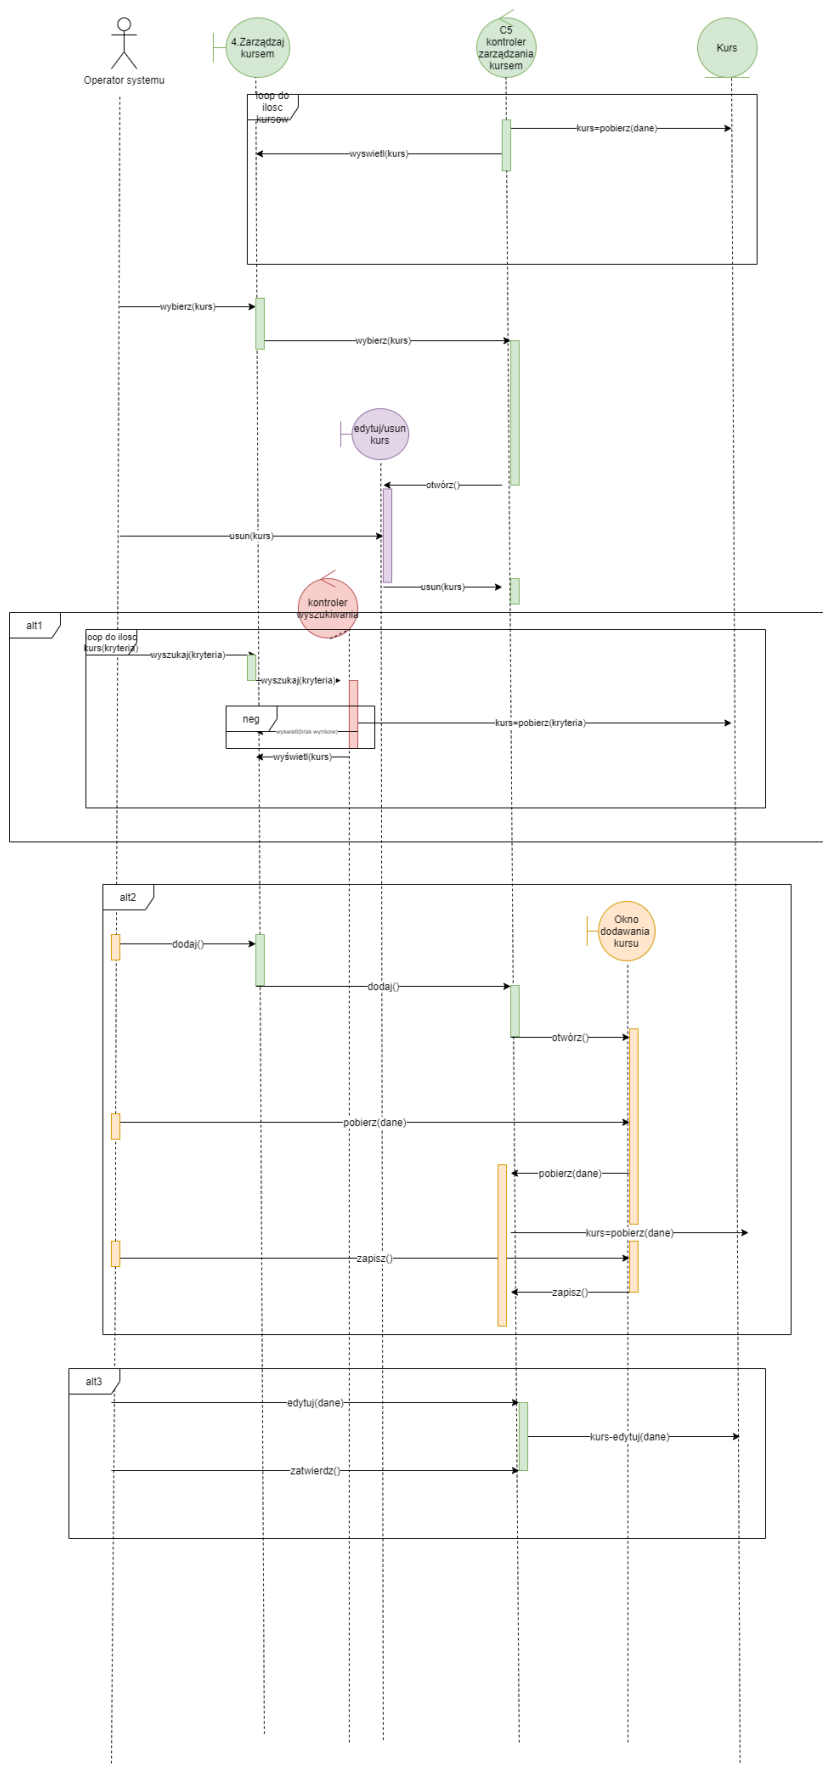 Operator systemu
4.Zarządzaj
kursem
C5
kontroler
zarządzania
kursem
Kurs
loop do
ilosc
kursow
kurs=pobierz(dane)
wyswietl(kurs)
wybierz(kurs)
wybierz(kurs)
edytuj/usun
kurs
otwórz()
usun(kurs)
usun(kurs)
kontroler
wyszukiwania
alt1
loop do ilosc
kurs(kryteria)
wyszukaj(kryteria)
wyszukaj(kryteria)
neg
kurs=pobierz(kryteria)
wyswietl(brak wynikow)
wyświetl(kurs)
alt2
Okno
dodawania
kursu
dodaj()
dodaj()
otwórz()
pobierz(dane)
pobierz(dane)
kurs=pobierz(dane)
zapisz()
zapisz()
alt3
edytuj(dane)
kurs-edytuj(dane)
zatwierdz()